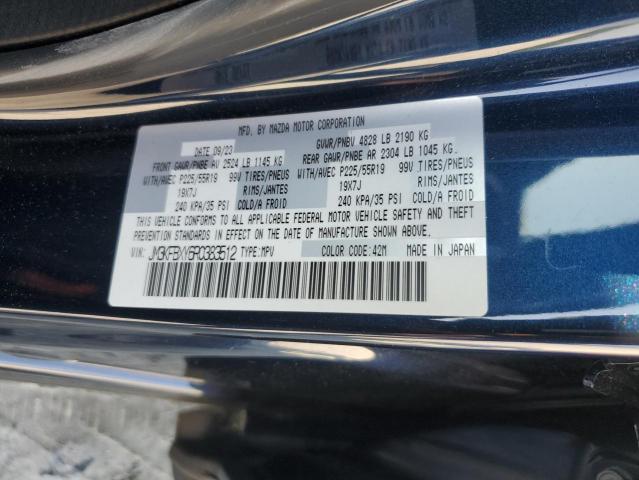 MFD. BY MAZDA MOTOR CORPORATION
DATE 09/23 GVWR/PNBV 4828 LB 2190 KG
FRONT GAWR/PNBE AV 2524 LB 1145 KG REAR GAWR/PNBE AR 2304 LB 1045 KG
WITH/AVEC P225/55R19 99V TIRES/PNEUS WITH/AVEC P225/55R19 99V TIRES/PNEUS
19X7J RIMS/JANTES 19X7J RIMS/JANTES
240 KPA/35 PSI COLD/A FROID 240 KPA/35 PSI COLD/A FROID
THIS VEHICLE CONFORMS TO ALL APPLICABLE FEDERAL MOTOR VEHICLE SAFETY AND THEFT
PREVENTION STANDARDS IN EFFECT ON THE DATE OF MANUFACTURE SHOWN ABOVE.
VIN: JM3KFBXY6R0383512 TYPE:MPV COLOR CODE:42M MADE IN JAPAN